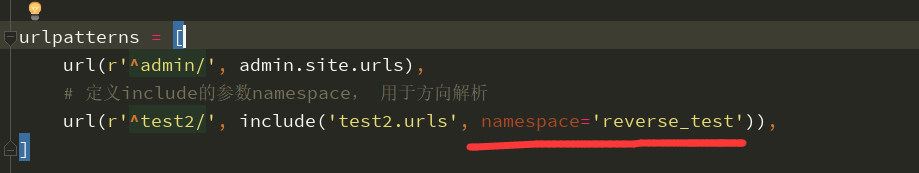 urlpatterns = [
url(r'^admin/', admin.site.urls),
# 定义include的参数namespace， 用于方向解析
url(r'^test2/', include('test2.urls', namespace='reverse_test')),
]